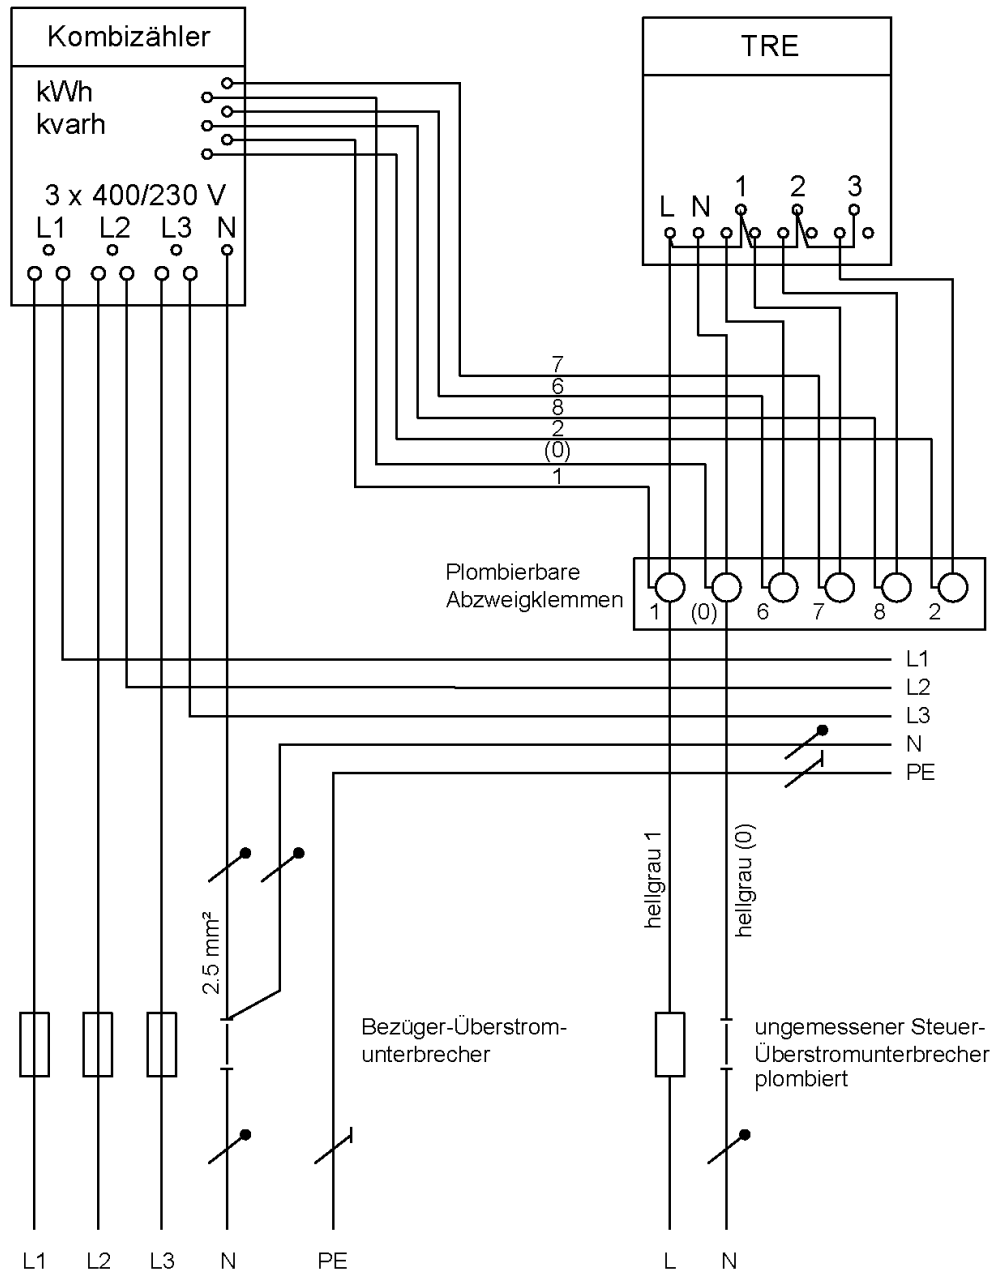 Kombizähler
kWh
kvarh
3 x 400/230 V
L1 L2 L3 N
TRE
1 2 3
L N
7
6
8
2
(0)
1
Plombierbare
Abzweigklemmen
1 (0) 6 7 8 2
L1
L2
L3
N
PE
hellgrau 1
hellgrau (0)
2.5 mm²
Bezüger-Überstrom-
unterbrecher
ungemessener Steuer-
Überstromunterbrecher
plombiert
L1 L2 L3 N PE L N